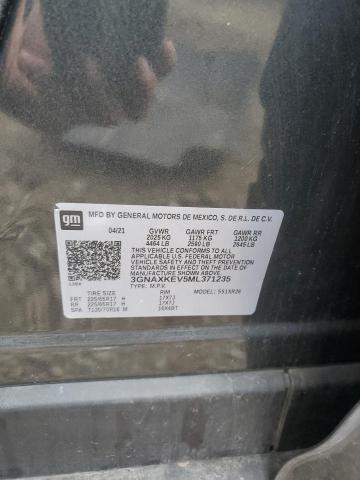 gm
MFD BY GENERAL MOTORS DE MEXICO, S. DE R.L. DE C.V.
04/21 GVWR GAWR FRT GAWR RR
2025 KG 1175 KG 1200 KG
4464 LB 2590 LB 2646 LB
THIS VEHICLE CONFORMS TO ALL
APPLICABLE U.S. FEDERAL MOTOR
VEHICLE SAFETY AND THEFT PREVENTION
STANDARDS IN EFFECT ON THE DATE OF
MANUFACTURE SHOWN ABOVE.
3GNAXKEV5ML371235
TYPE: M.P.V. MODEL: 551XR26
TIRE SIZE RIM
FRT 225/65R17 H 17X7J
RR 225/65R17 H 17X7J
SPA T135/70R16 M 16X4BT